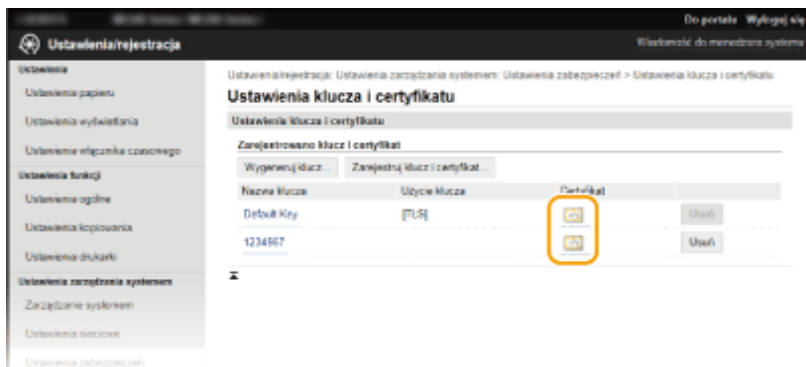 Do portalu Wyloguj się
Ustawienia/rejestracja
Wiadomość do menedżera systemu
Ustawienia
Ustawienia papieru
Ustawienia wyświetlania
Ustawienia włącznika czasowego
Ustawienia funkcji
Ustawienia ogólne
Ustawienia kopiowania
Ustawienia drukarki
Ustawienia zarządzania systemem
Zarządzanie systemem
Ustawienia sieciowe
Ustawienia zabezpieczeń
Ustawienia/rejestracja: Ustawienia zarządzania systemem: Ustawienia zabezpieczeń > Ustawienia klucza i certyfikatu
Ustawienia klucza i certyfikatu
Ustawienia klucza i certyfikatu
Zarejestrowano klucz i certyfikat
Wygeneruj klucz... Zarejestruj klucz i certyfikat...
Nazwa klucza Użycie klucza Certyfikat
Default Key [TLS] Usuń
1234567 Usuń